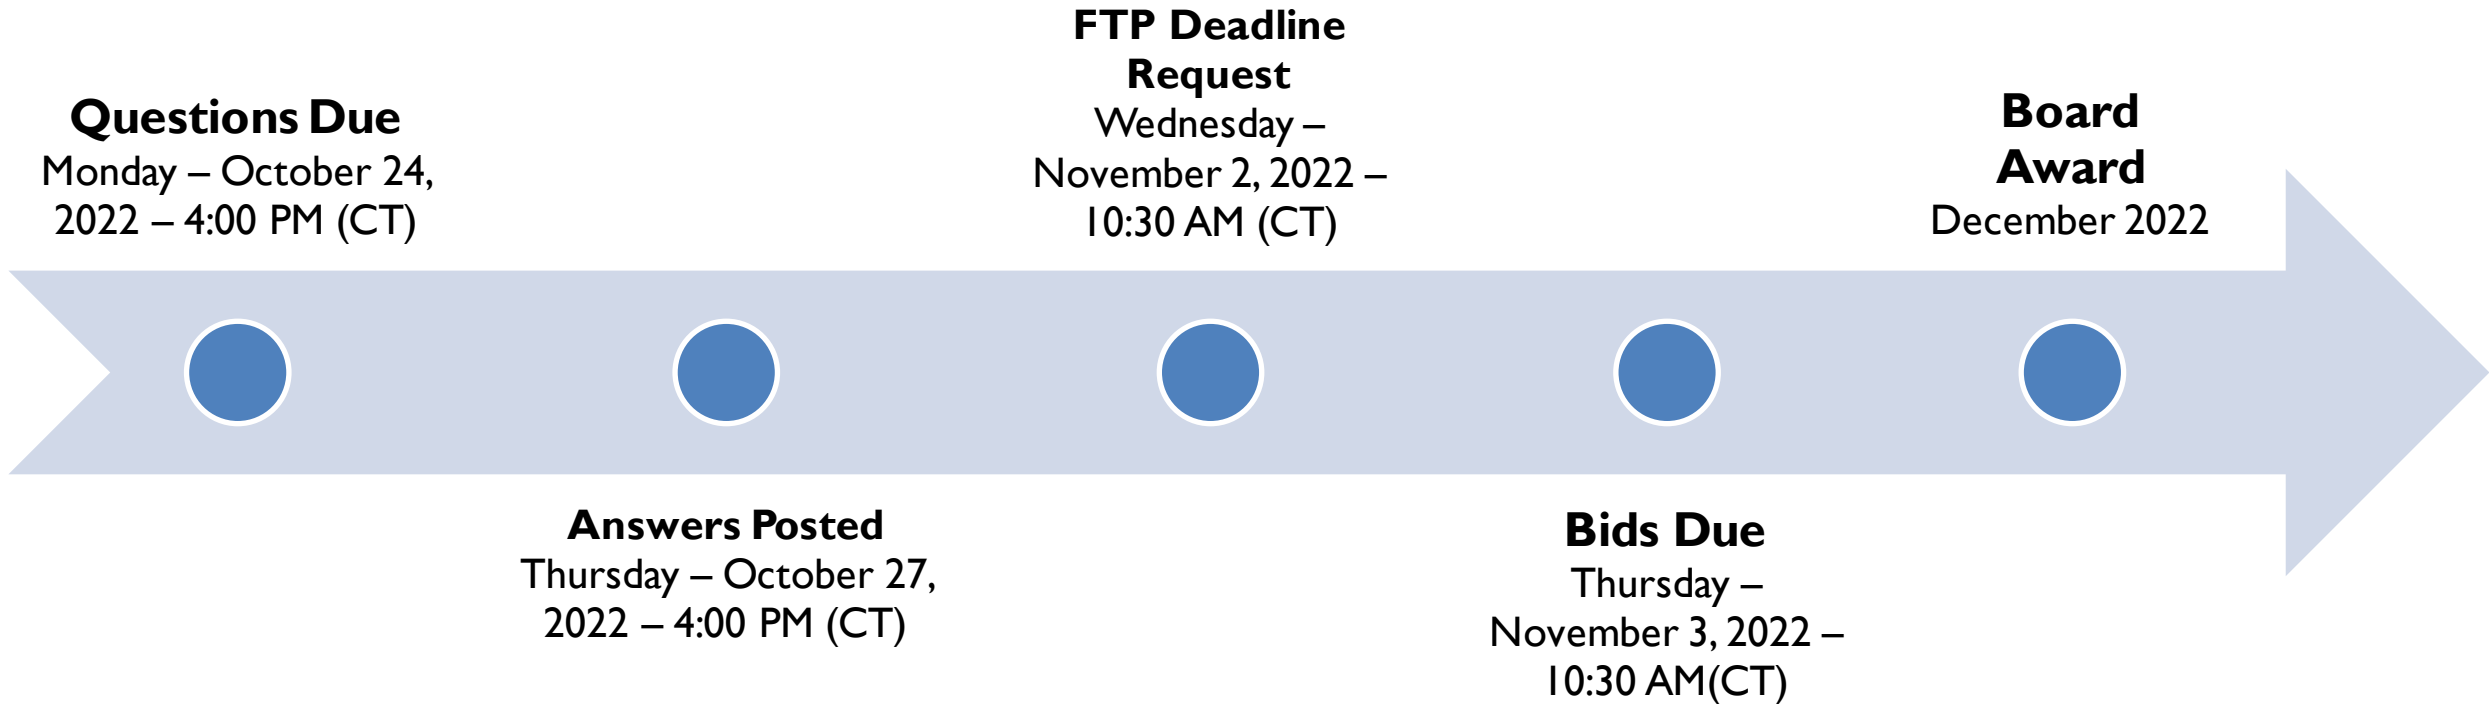 Questions Due
Monday – October 24,
2022 – 4:00 PM (CT)
Answers Posted
Thursday – October 27,
2022 – 4:00 PM (CT)
FTP Deadline
Request
Wednesday –
November 2, 2022 –
10:30 AM (CT)
Bids Due
Thursday –
November 3, 2022 –
10:30 AM(CT)
Board
Award
December 2022